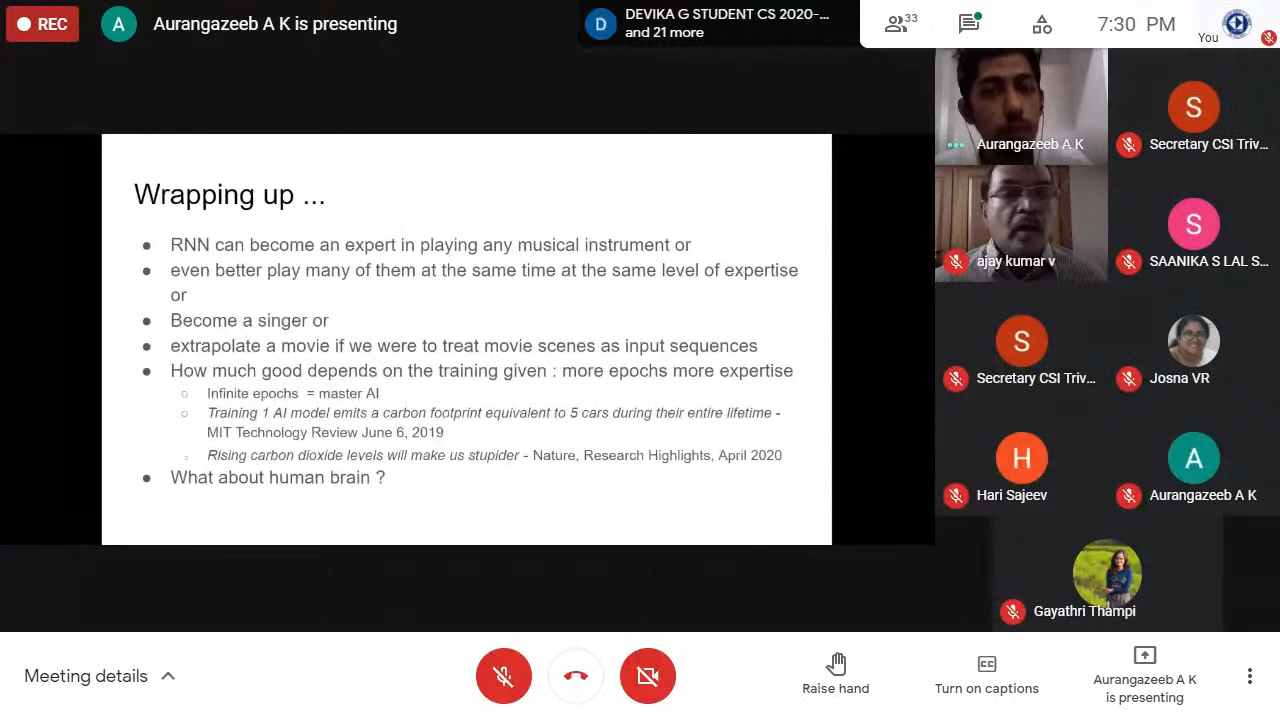 REC
A
Aurangazeeb A K is presenting
D
DEVIKA G STUDENT CS 2020-...
and 21 more
33
7:30 PM
You
Aurangazeeb A K
S
Secretary CSI Triv...
ajay kumar v
S
SAANIKA S LAL S...
S
Secretary CSI Triv...
Josna VR
H
Hari Sajeev
A
Aurangazeeb A K
Gayathri Thampi
Wrapping up ...
● RNN can become an expert in playing any musical instrument or
● even better play many of them at the same time at the same level of expertise
or
● Become a singer or
● extrapolate a movie if we were to treat movie scenes as input sequences
● How much good depends on the training given : more epochs more expertise
○ Infinite epochs = master AI
○ Training 1 AI model emits a carbon footprint equivalent to 5 cars during their entire lifetime -
MIT Technology Review June 6, 2019
○ Rising carbon dioxide levels will make us stupider - Nature, Research Highlights, April 2020
● What about human brain ?
Meeting details
Raise hand
CC
Turn on captions
Aurangazeeb A K
is presenting